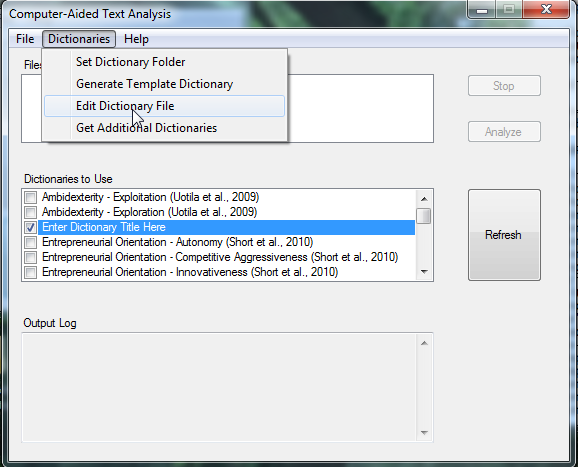 Computer-Aided Text Analysis
File Dictionaries Help
Set Dictionary Folder
Generate Template Dictionary
Edit Dictionary File
Get Additional Dictionaries
Files
Stop
Analyze
Dictionaries to Use
Ambidexterity - Exploitation (Uotila et al., 2009)
Ambidexterity - Exploration (Uotila et al., 2009)
Enter Dictionary Title Here
Entrepreneurial Orientation - Autonomy (Short et al., 2010)
Entrepreneurial Orientation - Competitive Aggressiveness (Short et al., 2010)
Entrepreneurial Orientation - Innovativeness (Short et al., 2010)
Refresh
Output Log